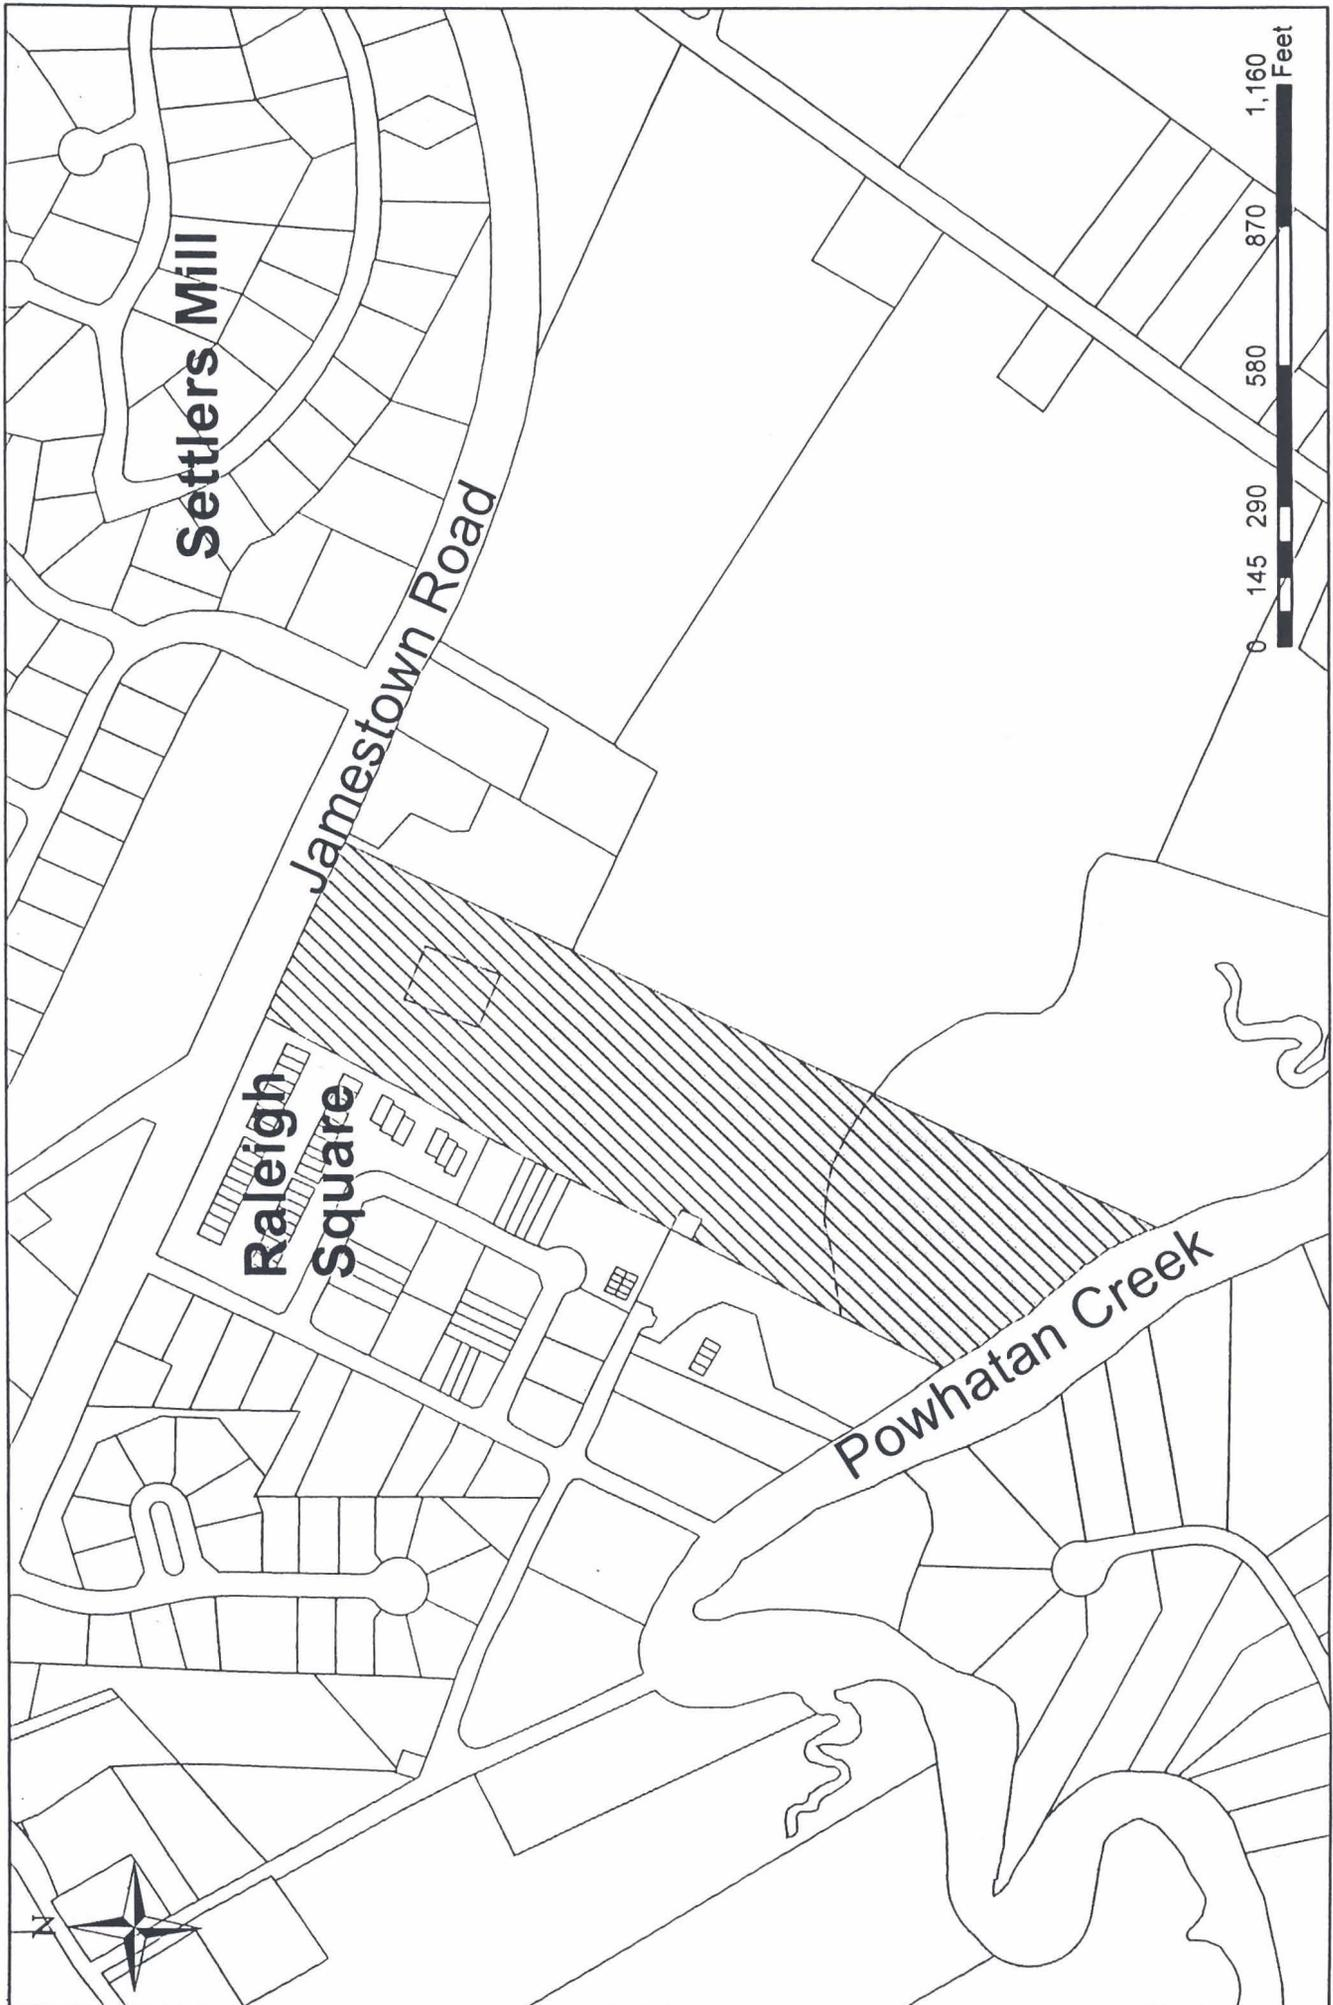 Settlers Mill
Jamestown Road
Raleigh
Square
Powhatan Creek
N
0 145 290 580 870 1,160
Feet